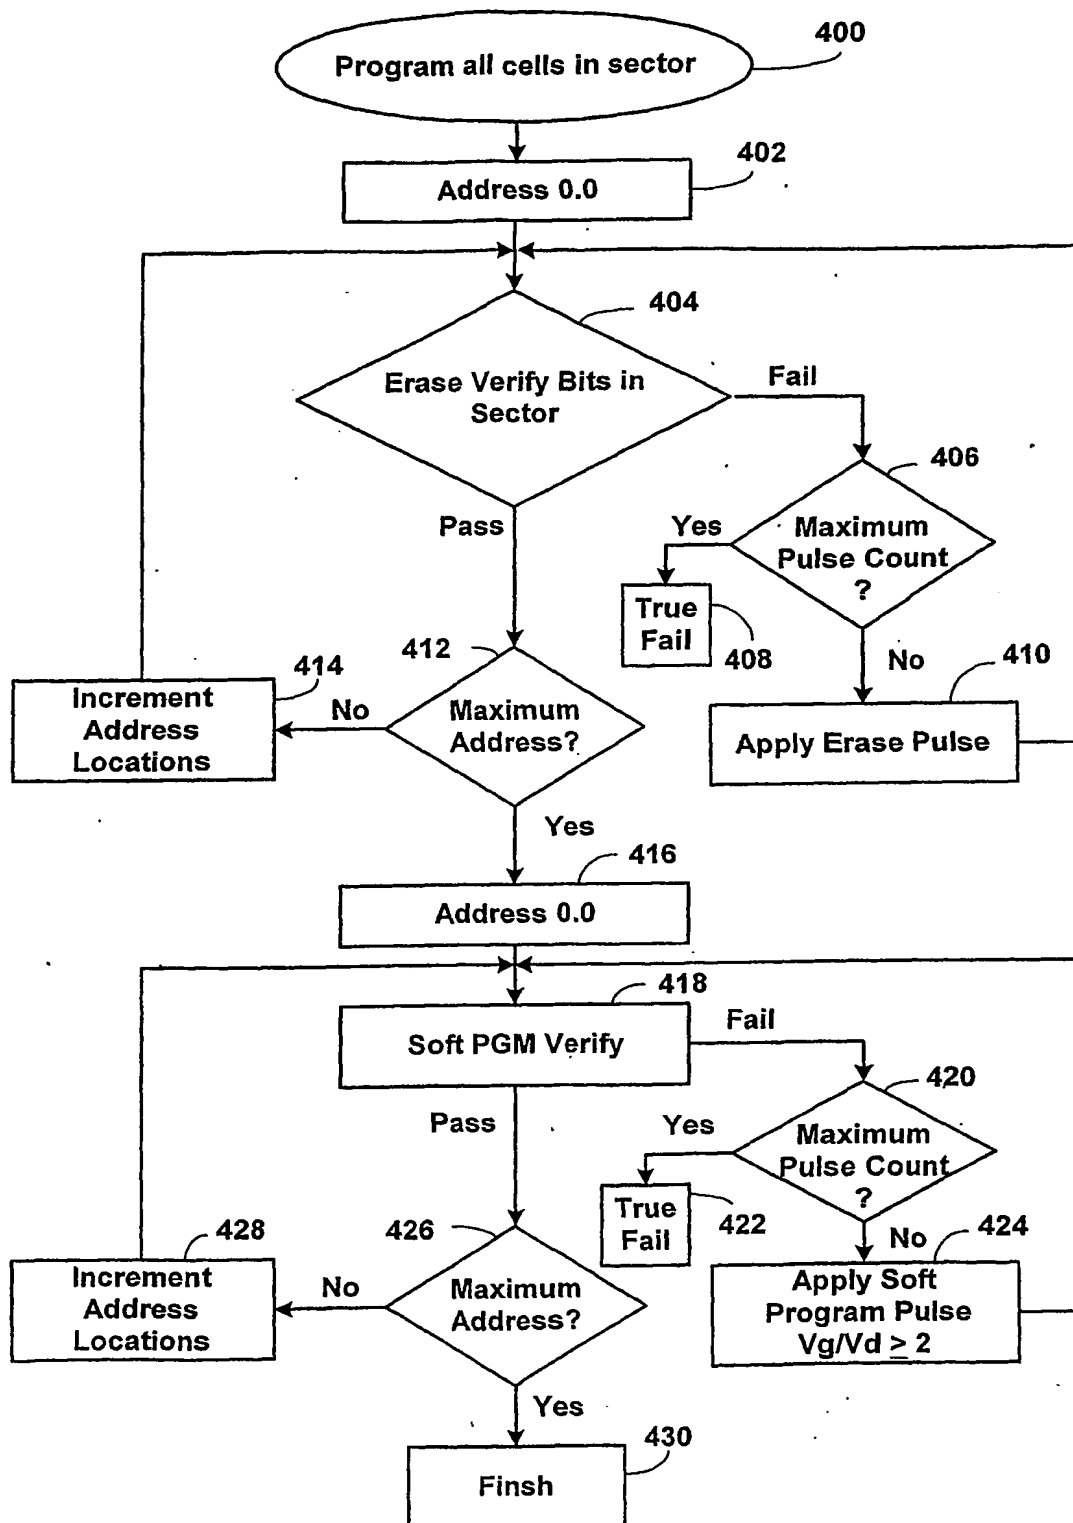 400
Program all cells in sector
402
Address 0.0
404
Erase Verify Bits in
Sector
Fail
406
Pass
Yes
Maximum
Pulse Count
?
True
Fail
408
412
No
410
414
Increment
Address
Locations
No
Maximum
Address?
Apply Erase Pulse
Yes
416
Address 0.0
418
Soft PGM Verify
Fail
420
Pass
Yes
Maximum
Pulse Count
?
True
Fail
422
428
426
No
424
Increment
Address
Locations
No
Maximum
Address?
Apply Soft
Program Pulse
Vg/Vd ≥ 2
Yes
430
Finsh